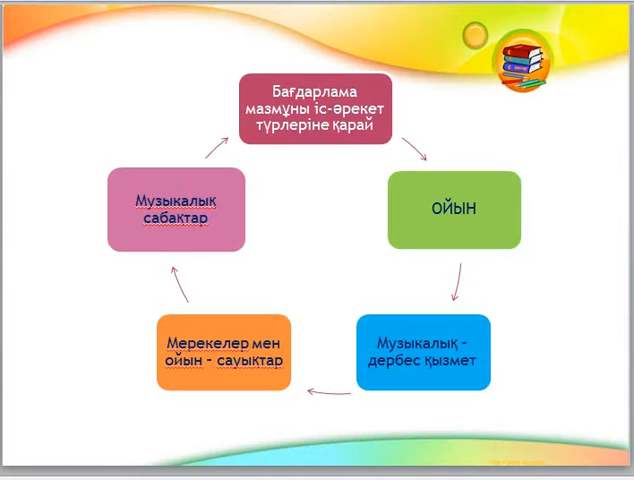 Бағдарлама
мазмұны іс-әрекет
түрлеріне қарай
Музыкалық
сабақтар
ОЙЫН
Мерекелер мен
ойын – сауықтар
Музыкалық –
дербес қызмет